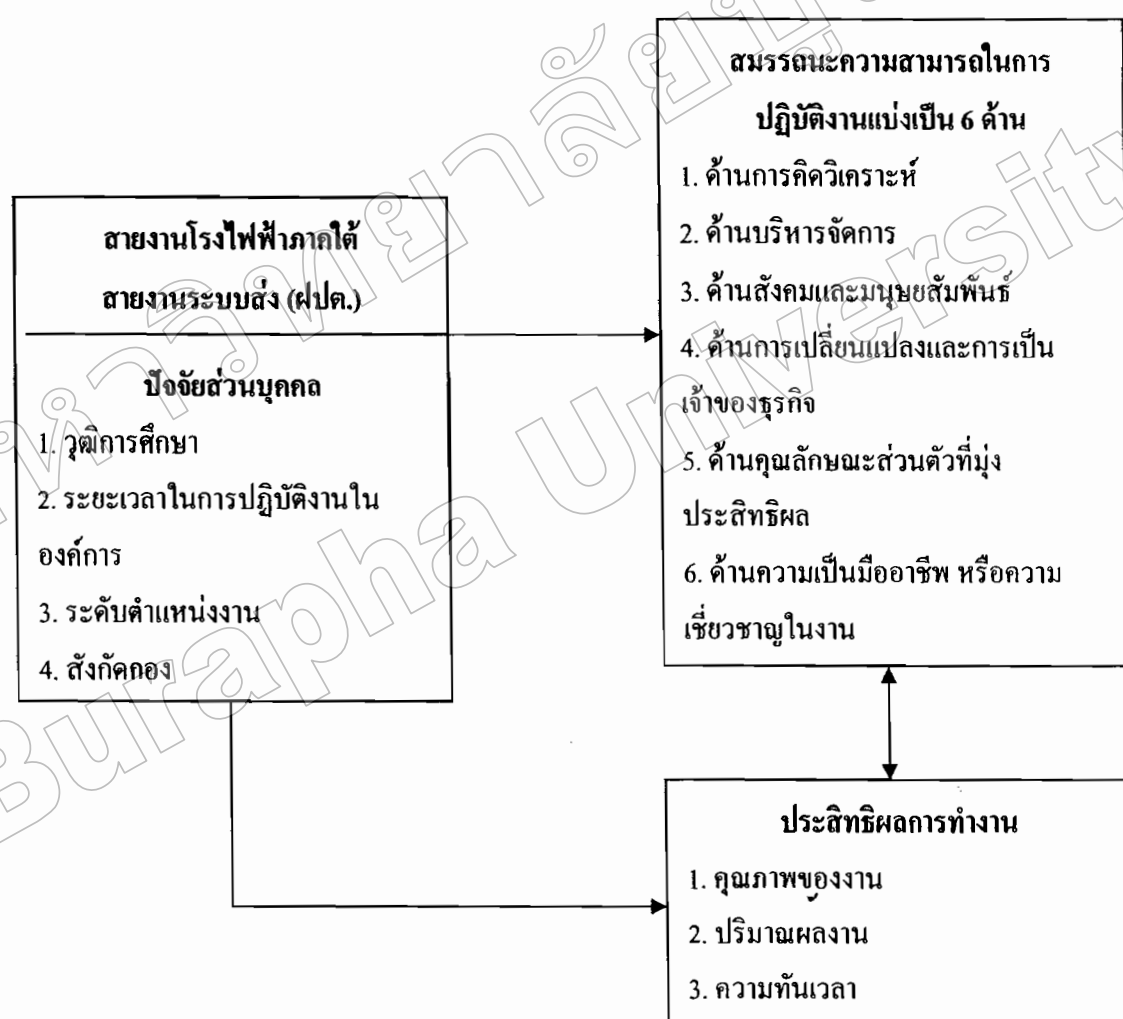 สมรรถนะความสามารถในการ
ปฏิบัติงานแบ่งเป็น 6 ด้าน
1. ด้านการคิดวิเคราะห์
2. ด้านบริหารจัดการ
3. ด้านสังคมและมนุษยสัมพันธ์
4. ด้านการเปลี่ยนแปลงและการเป็น
เจ้าของธุรกิจ
5. ด้านคุณลักษณะส่วนตัวที่มุ่ง
ประสิทธิผล
6. ด้านความเป็นมืออาชีพ หรือความ
เชี่ยวชาญในงาน
สายงานโรงไฟฟ้าภาคใต้
สายงานระบบส่ง (ฝปต.)
ปัจจัยส่วนบุคคล
1. วุฒิการศึกษา
2. ระยะเวลาในการปฏิบัติงานใน
องค์การ
3. ระดับตำแหน่งงาน
4. สังกัดกอง
ประสิทธิผลการทำงาน
1. คุณภาพของงาน
2. ปริมาณผลงาน
3. ความทันเวลา
Burapha University